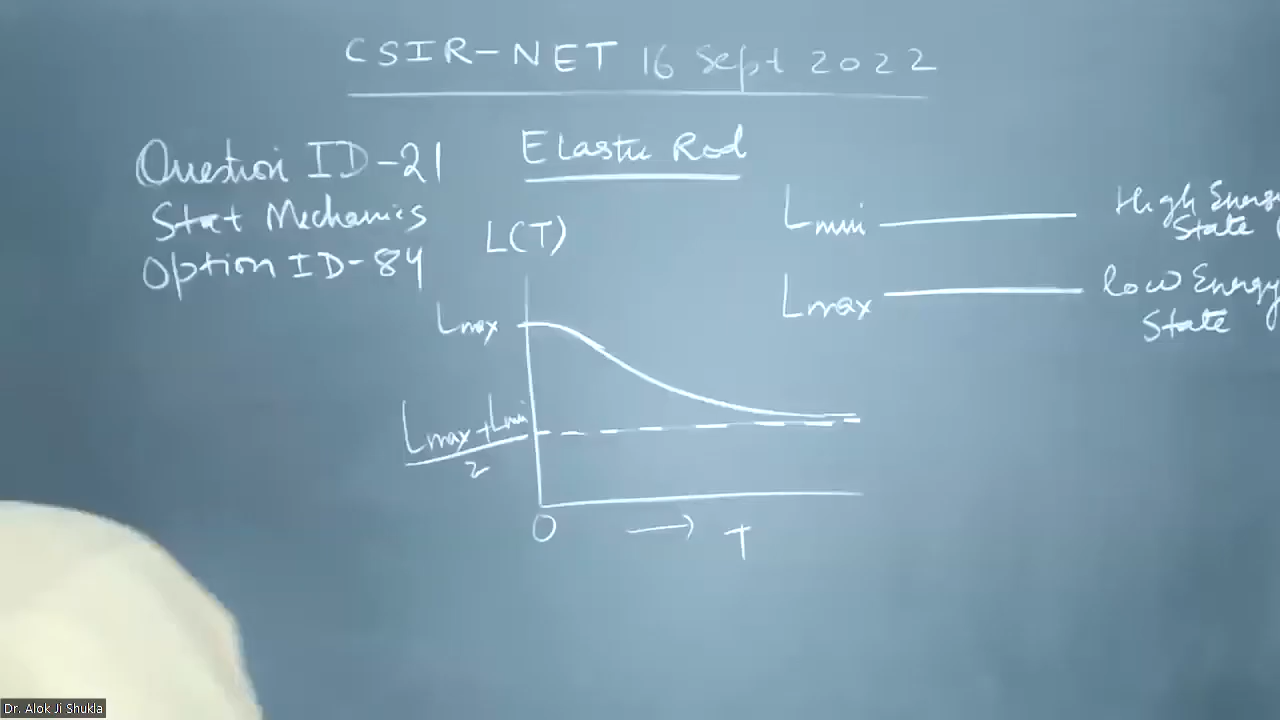 CSIR-NET 16 Sept 2022
Question ID-21
Stat Mechanics
Option ID-84
Elastic Rod
L(T)
Lmax
Lmax+Lmin
2
0
T
Lmin
High Energy
State
Lmax
low Energy
State
Dr. Alok Ji Shukla